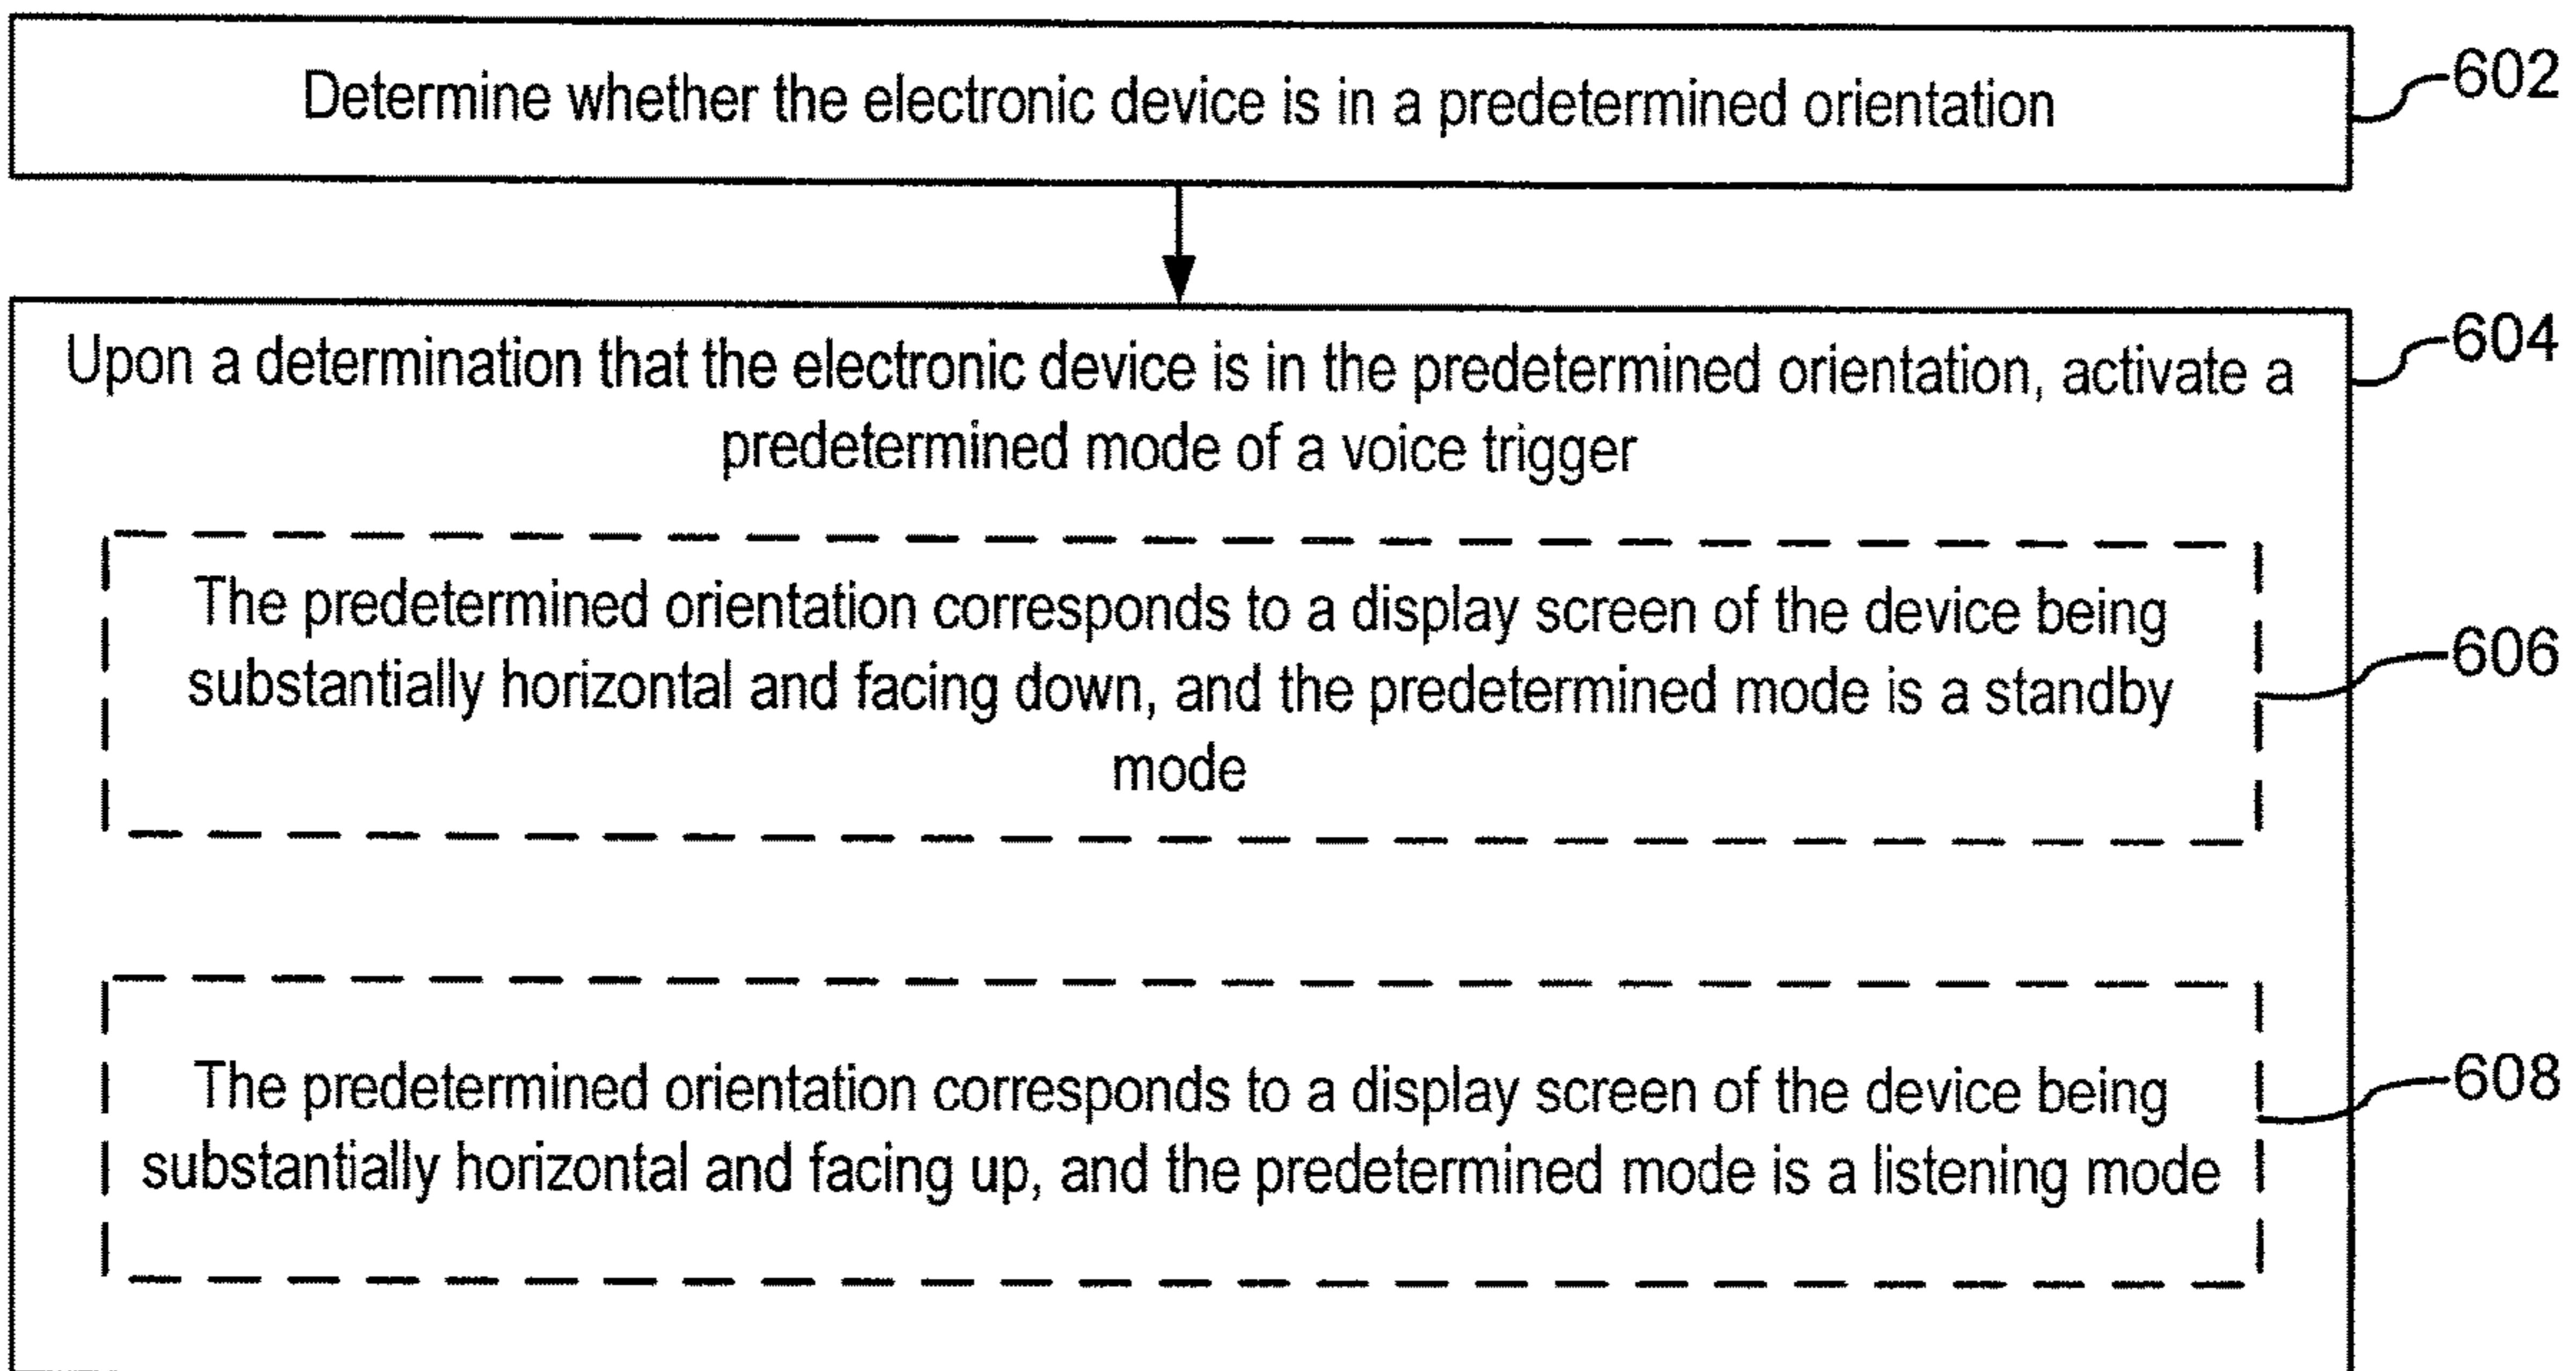 Determine whether the electronic device is in a predetermined orientation
602
Upon a determination that the electronic device is in the predetermined orientation, activate a
predetermined mode of a voice trigger
604
The predetermined orientation corresponds to a display screen of the device being
substantially horizontal and facing down, and the predetermined mode is a standby
mode
606
The predetermined orientation corresponds to a display screen of the device being
substantially horizontal and facing up, and the predetermined mode is a listening mode
608